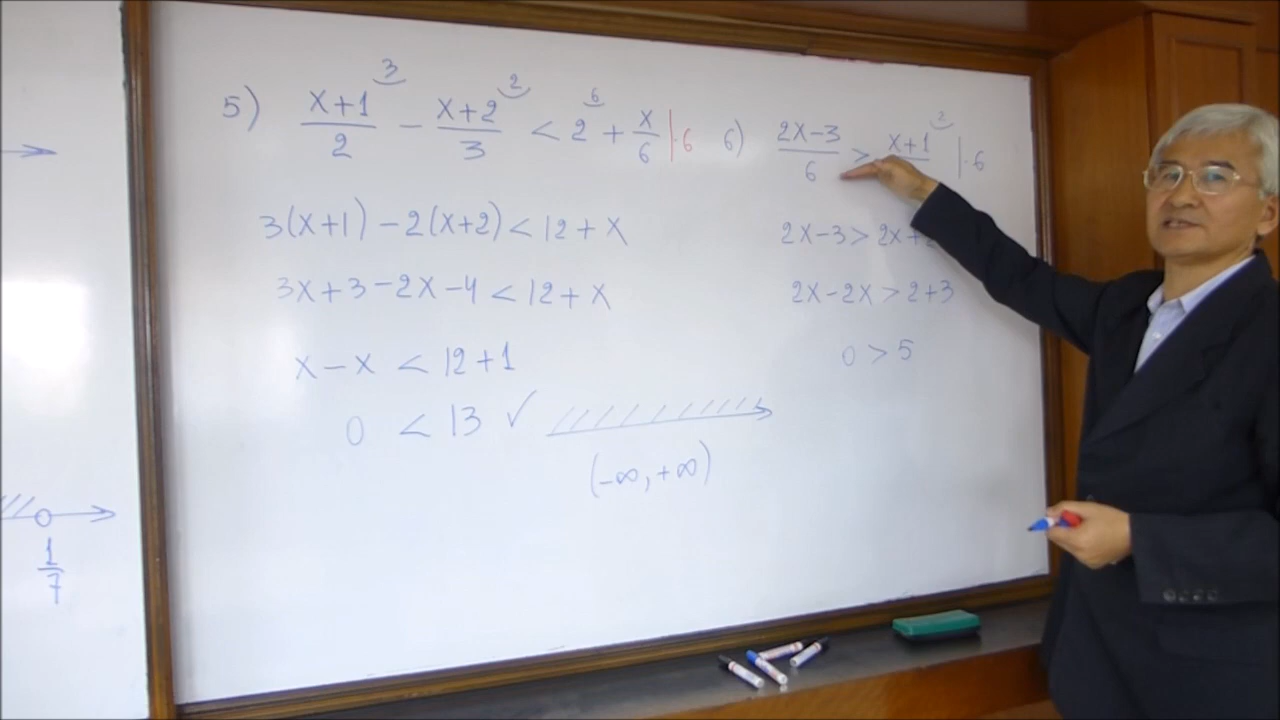 5) (x+1)/2 ⁽³ − (x+2)/3 ⁽² < 2 ⁽⁶ + x/6 |·6
3(x+1) − 2(x+2) < 12 + x
3x + 3 − 2x − 4 < 12 + x
x − x < 12 + 1
0 < 13 ✓
(−∞, +∞)
6) (2x−3)/6 > x+1 ⁽² |·6
2x − 3 > 2x +
2x − 2x > 2 + 3
0 > 5
1/7